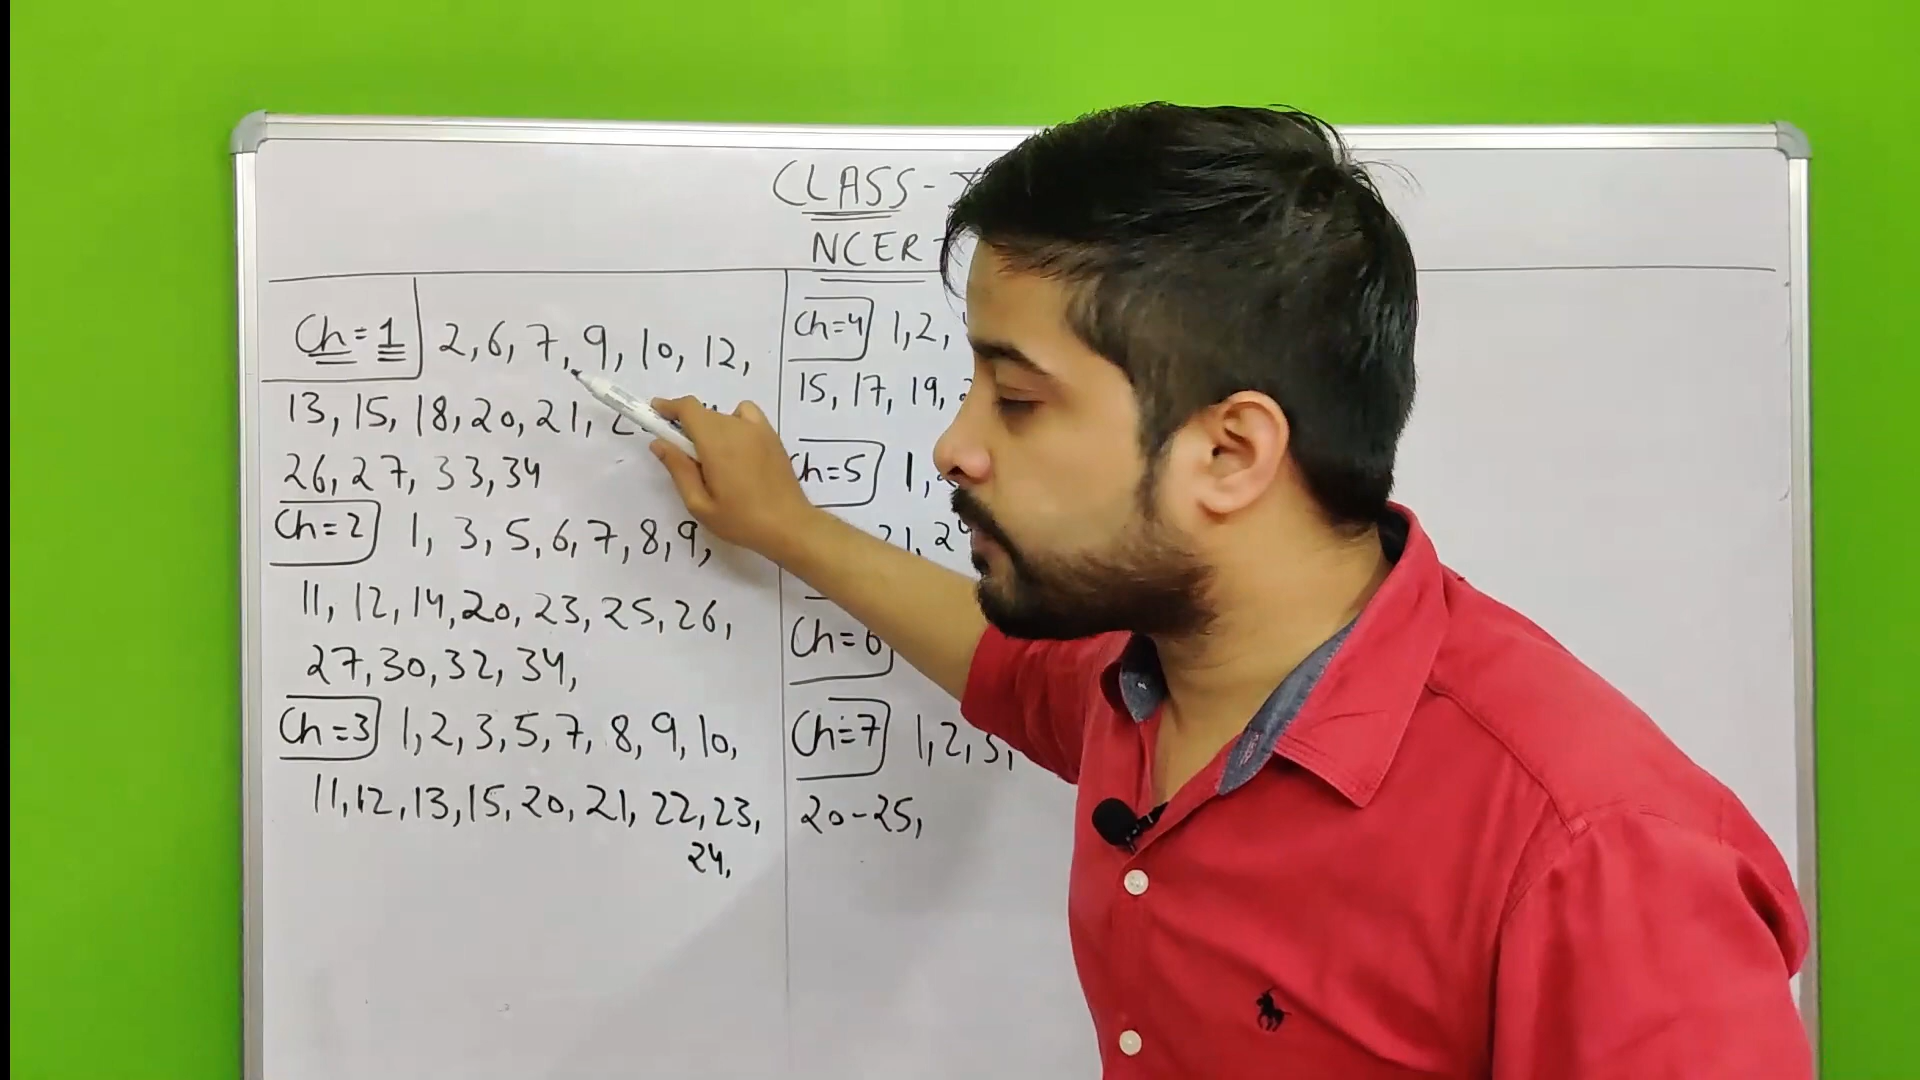 CLASS-
NCER
Ch=1 2, 6, 7, 9, 10, 12,
13, 15, 18, 20, 21,
26, 27, 33, 34
Ch=2 1, 3, 5, 6, 7, 8, 9,
11, 12, 14, 20, 23, 25, 26,
27, 30, 32, 34,
Ch=3 1, 2, 3, 5, 7, 8, 9, 10,
11, 12, 13, 15, 20, 21, 22, 23,
24,
Ch=4 1, 2,
15, 17, 19,
Ch=5 1,
21, 24
Ch=6
Ch=7 1, 2, 3,
20-25,